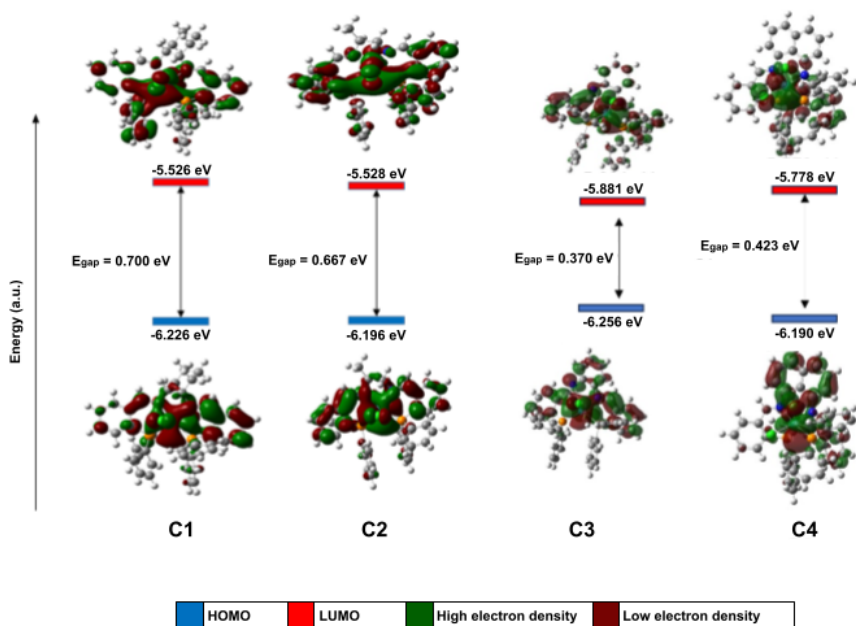 -5.526 eV
-5.528 eV
-5.881 eV
-5.778 eV
Egap = 0.700 eV
Egap = 0.667 eV
Egap = 0.370 eV
Egap = 0.423 eV
Energy (a.u.)
-6.226 eV
-6.196 eV
-6.256 eV
-6.190 eV
C1
C2
C3
C4
HOMO
LUMO
High electron density
Low electron density